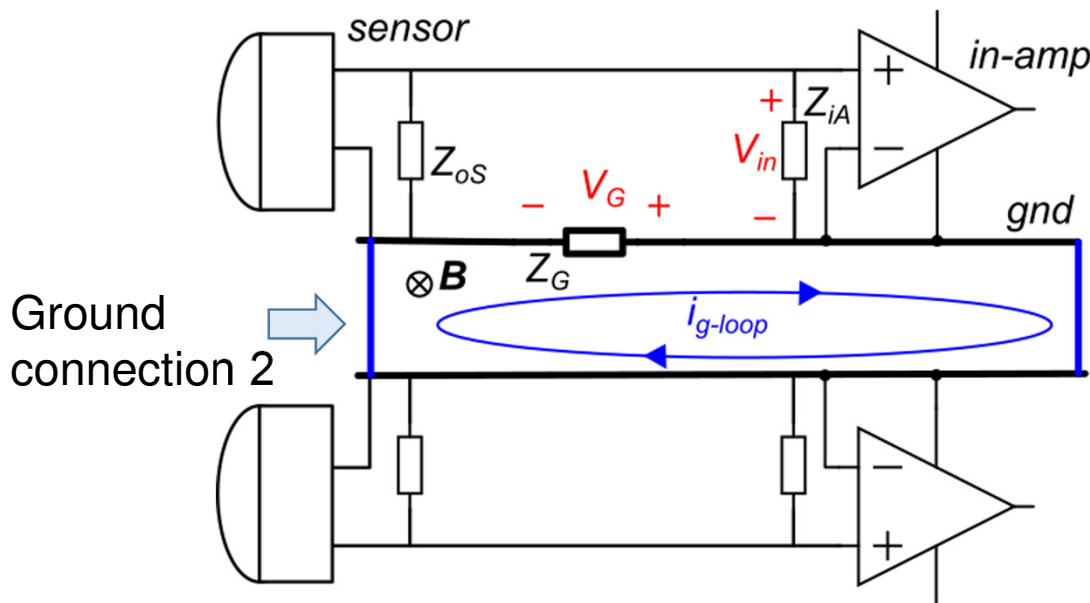 sensor
in-amp
+
Z_iA
+
V_in
−
Z_oS
V_G
−
+
−
gnd
Z_G
⊗ B
i_g-loop
Ground
connection 2
−
+